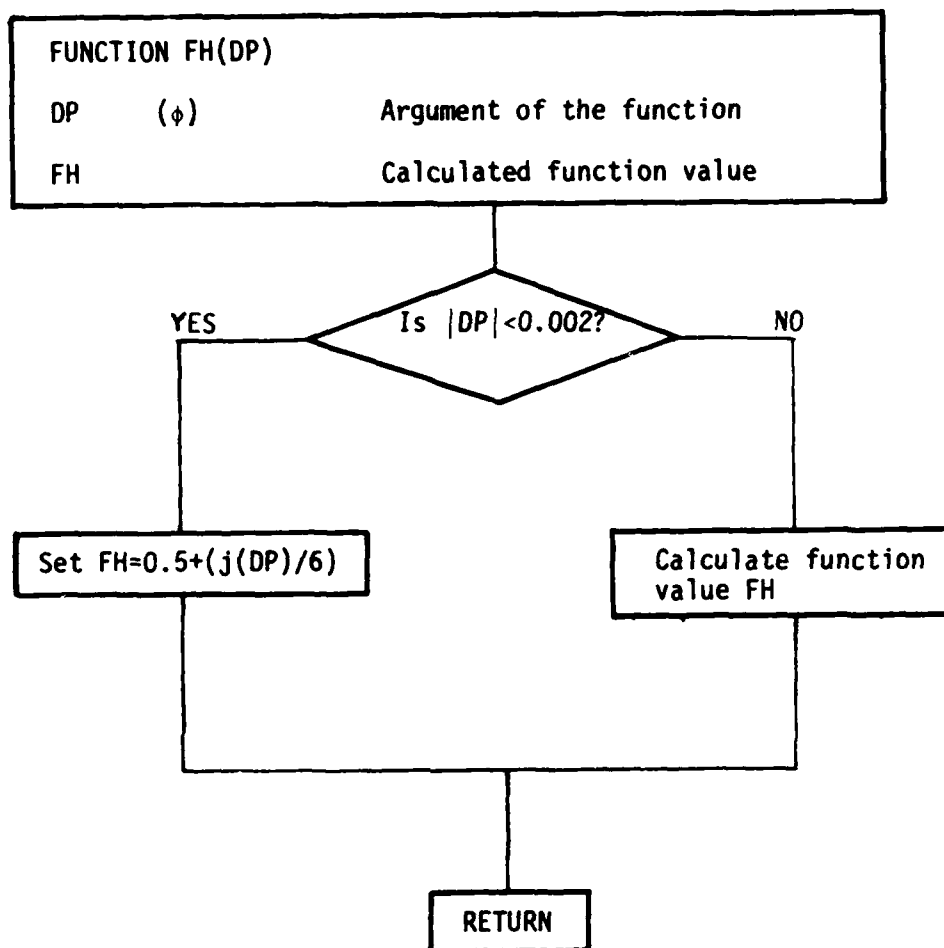 FUNCTION FH(DP)
DP (ϕ) Argument of the function
FH Calculated function value
Is |DP|<0.002?
YES
NO
Set FH=0.5+(j(DP)/6)
Calculate function
value FH
RETURN